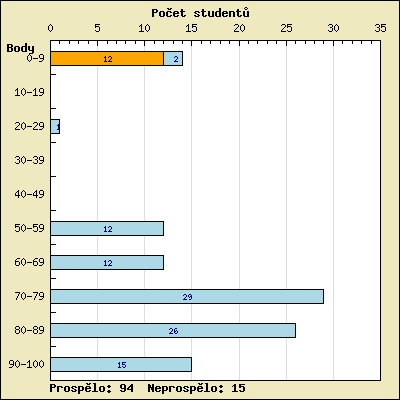 Počet studentů
0 5 10 15 20 25 30 35
Body
0-9 12 2
10-19
20-29 1
30-39
40-49
50-59 12
60-69 12
70-79 29
80-89 26
90-100 15
Prospělo: 94 Neprospělo: 15